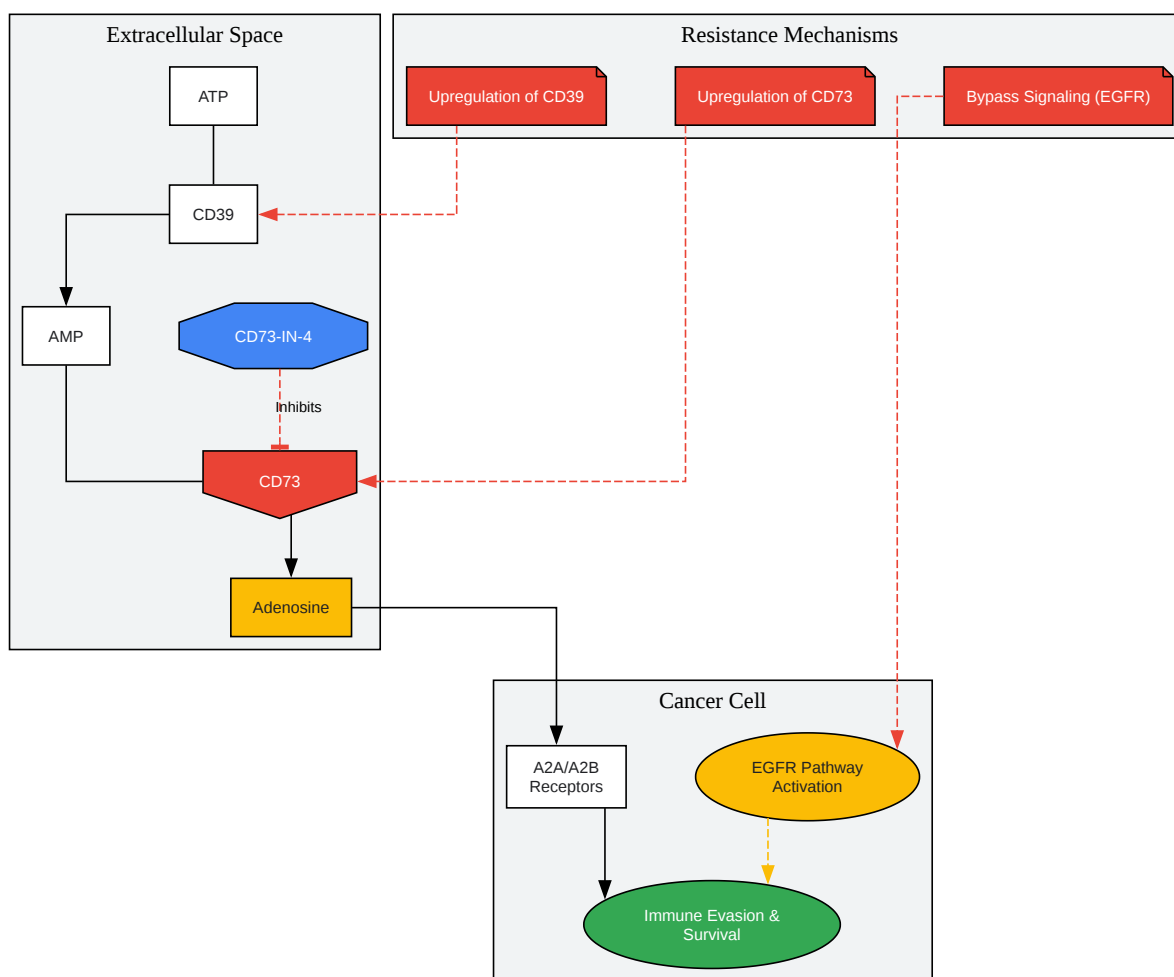 Extracellular Space
Resistance Mechanisms
ATP
Upregulation of CD39
Upregulation of CD73
Bypass Signaling (EGFR)
CD39
AMP
CD73-IN-4
Inhibits
CD73
Adenosine
Cancer Cell
A2A/A2B
Receptors
EGFR Pathway
Activation
Immune Evasion &
Survival